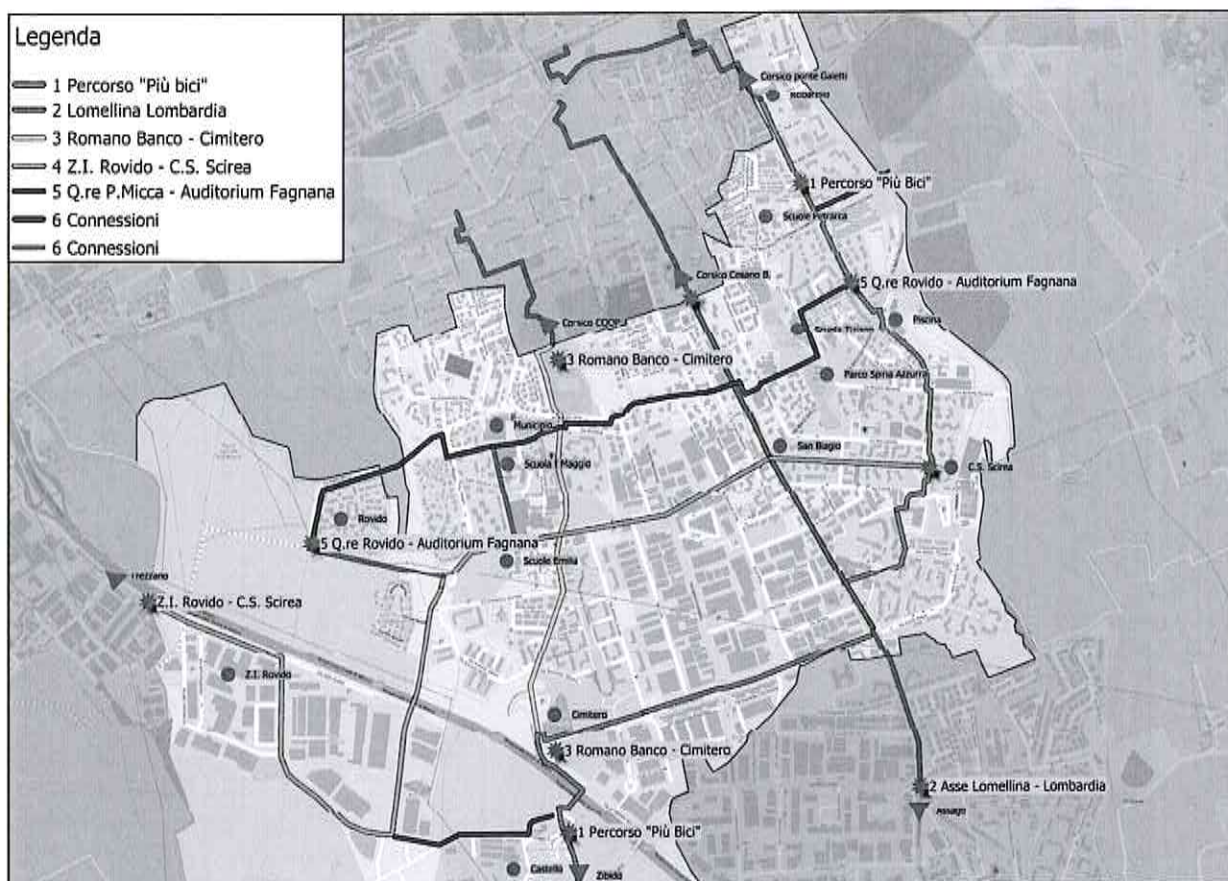 Legenda
1 Percorso "Più bici"
2 Lomellina Lombardia
3 Romano Banco - Cimitero
4 Z.I. Rovido - C.S. Scirea
5 Q.re P.Micca - Auditorium Fagnana
6 Connessioni
6 Connessioni
Corsico ponte Galetti
1 Percorso "Più Bici"
Scuole Petrarca
Corsico Cesano B.
5 Q.re Rovido - Auditorium Fagnana
Piscina
Corsico COOP
3 Romano Banco - Cimitero
Parco Spina Azzurra
Municipio
San Biagio
Scuola I Maggio
C.S. Scirea
Rovido
5 Q.re Rovido - Auditorium Fagnana
Scuole Emilia
Trezzano
Z.I. Rovido - C.S. Scirea
Z.I. Rovido
Cimitero
3 Romano Banco - Cimitero
2 Asse Lomellina - Lombardia
Assago
1 Percorso "Più Bici"
Castello
Zibido